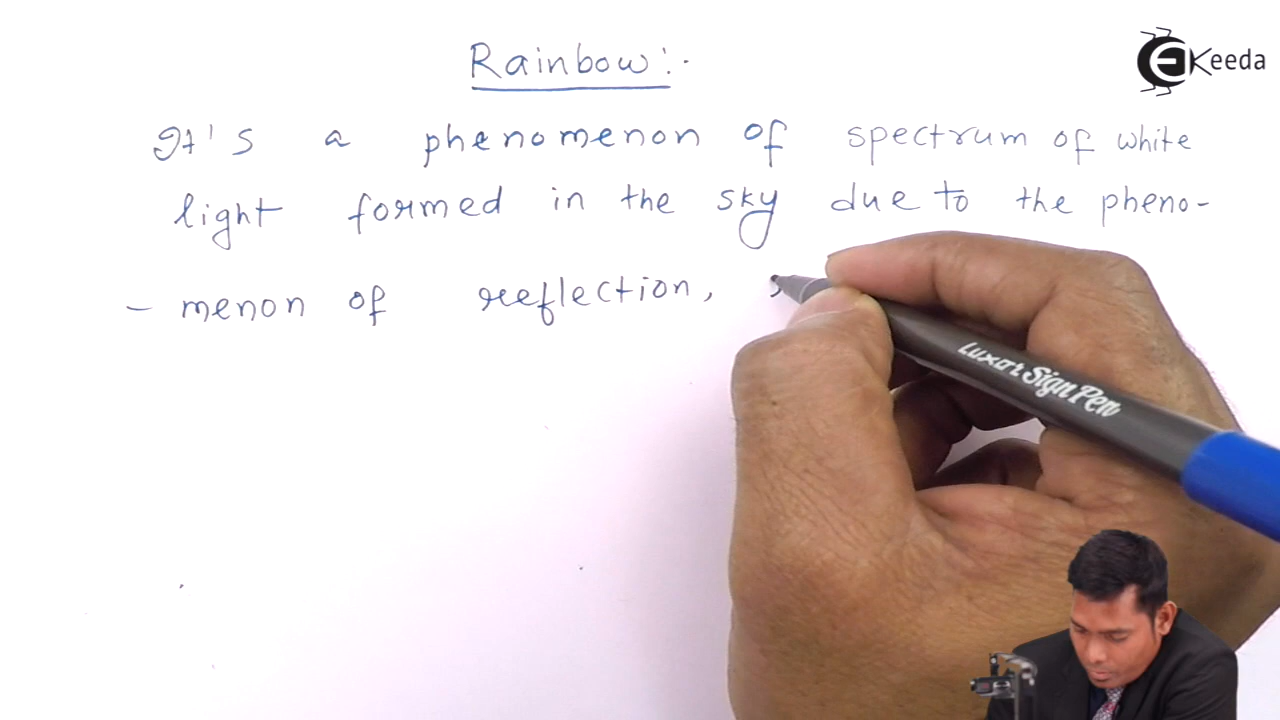 Rainbow:-
It's a phenomenon of spectrum of white
light formed in the sky due to the pheno-
- menon of reflection,
Luxor Sign Pen
EKeeda